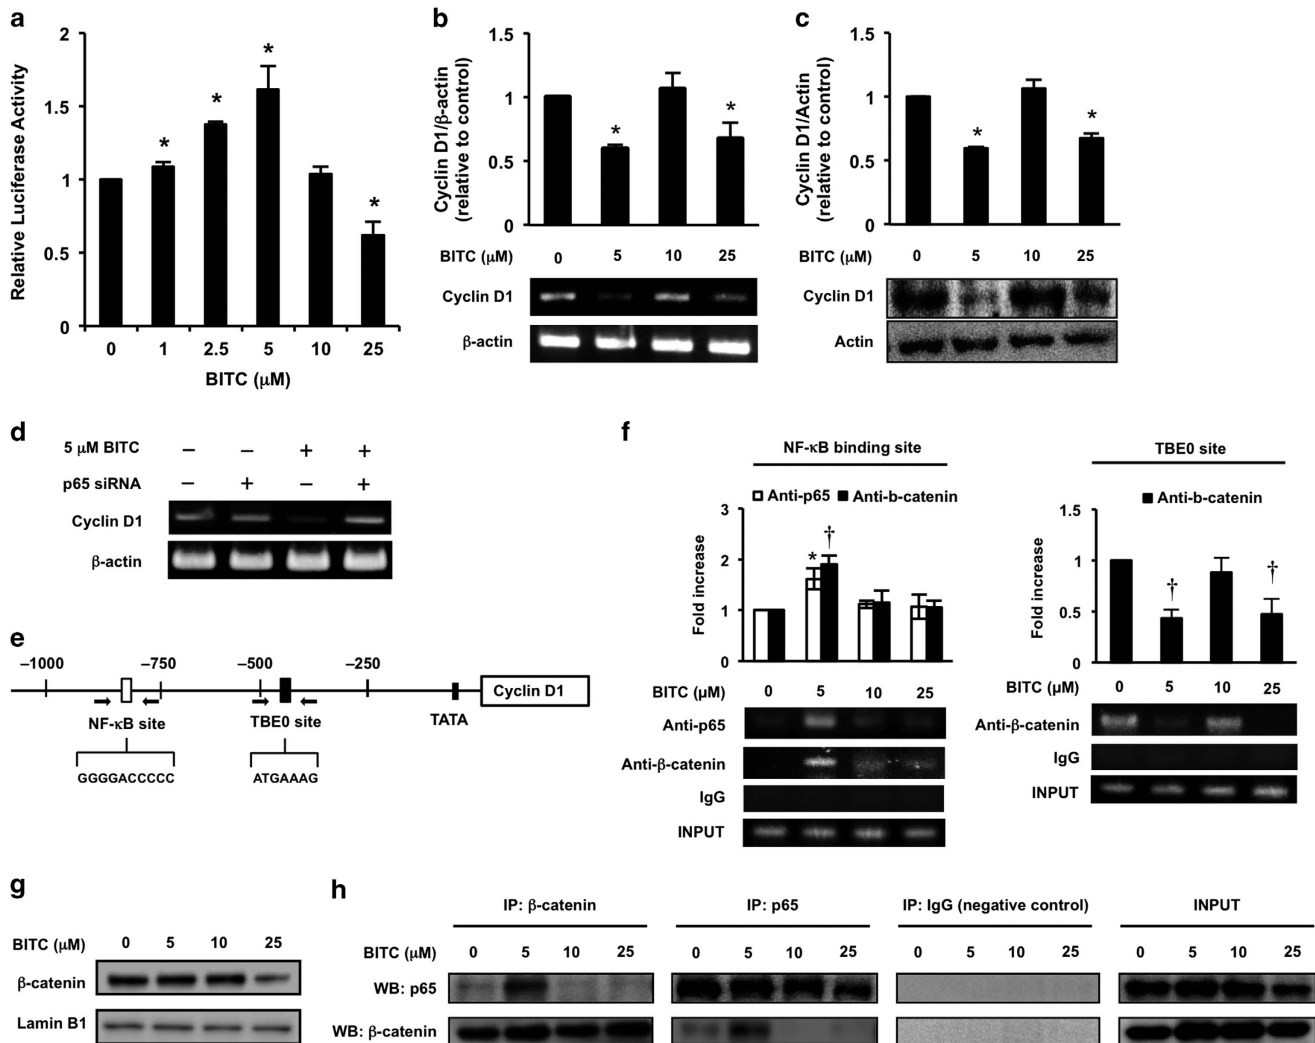 a
2
1.5
1
0.5
0
Relative Luciferase Activity
* * * *
0 1 2.5 5 10 25
BITC (μM)
b
1.5
1
0.5
0
Cyclin D1/β-actin
(relative to control)
* *
BITC (μM) 0 5 10 25
Cyclin D1
β-actin
c
1.5
1
0.5
0
Cyclin D1/Actin
(relative to control)
* *
BITC (μM) 0 5 10 25
Cyclin D1
Actin
d
5 μM BITC − − + +
p65 siRNA − + − +
Cyclin D1
β-actin
e
−1000 −750 −500 −250
Cyclin D1
NF-κB site TBE0 site TATA
GGGGACCCCC ATGAAAG
f
NF-κB binding site
Anti-p65 Anti-b-catenin
3
2
1
0
Fold increase
* †
BITC (μM) 0 5 10 25
Anti-p65
Anti-β-catenin
IgG
INPUT
TBE0 site
Anti-b-catenin
1.5
1
0.5
0
Fold increase
† †
BITC (μM) 0 5 10 25
Anti-β-catenin
IgG
INPUT
g
BITC (μM) 0 5 10 25
β-catenin
Lamin B1
h
IP: β-catenin IP: p65 IP: IgG (negative control) INPUT
BITC (μM) 0 5 10 25 0 5 10 25 0 5 10 25 0 5 10 25
WB: p65
WB: β-catenin